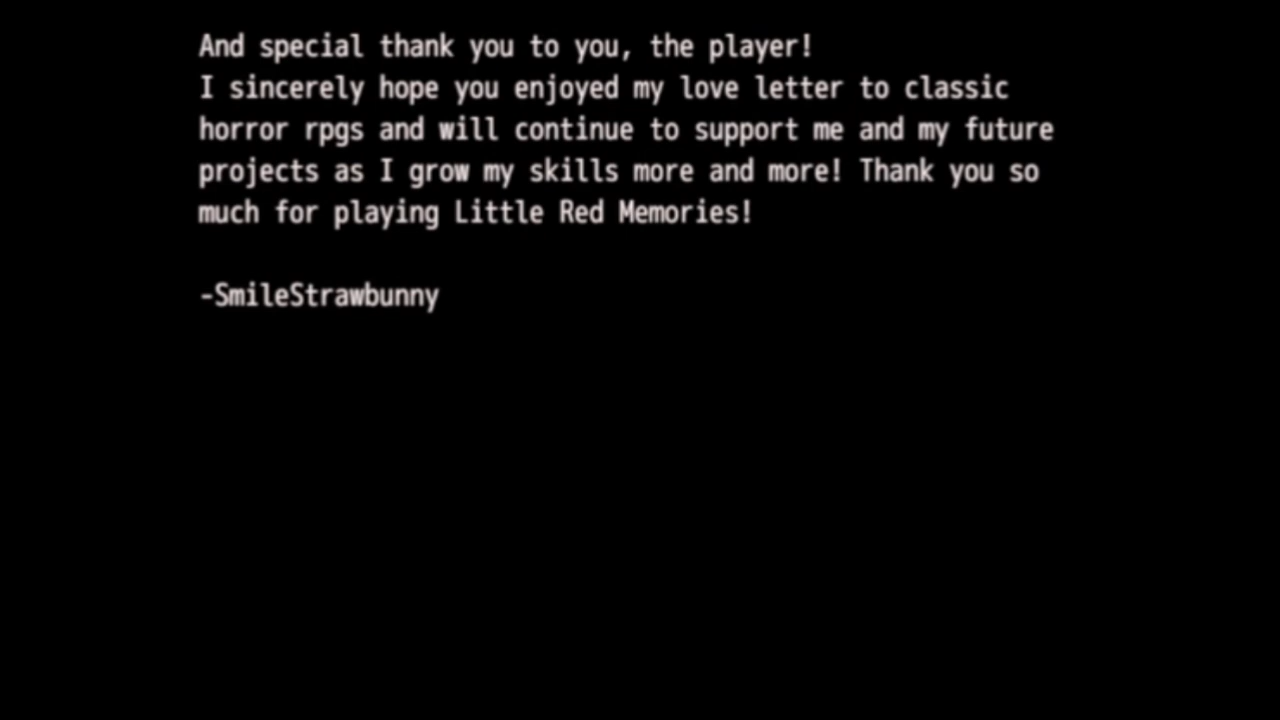 And special thank you to you, the player!
I sincerely hope you enjoyed my love letter to classic
horror rpgs and will continue to support me and my future
projects as I grow my skills more and more! Thank you so
much for playing Little Red Memories!
-SmileStrawbunny